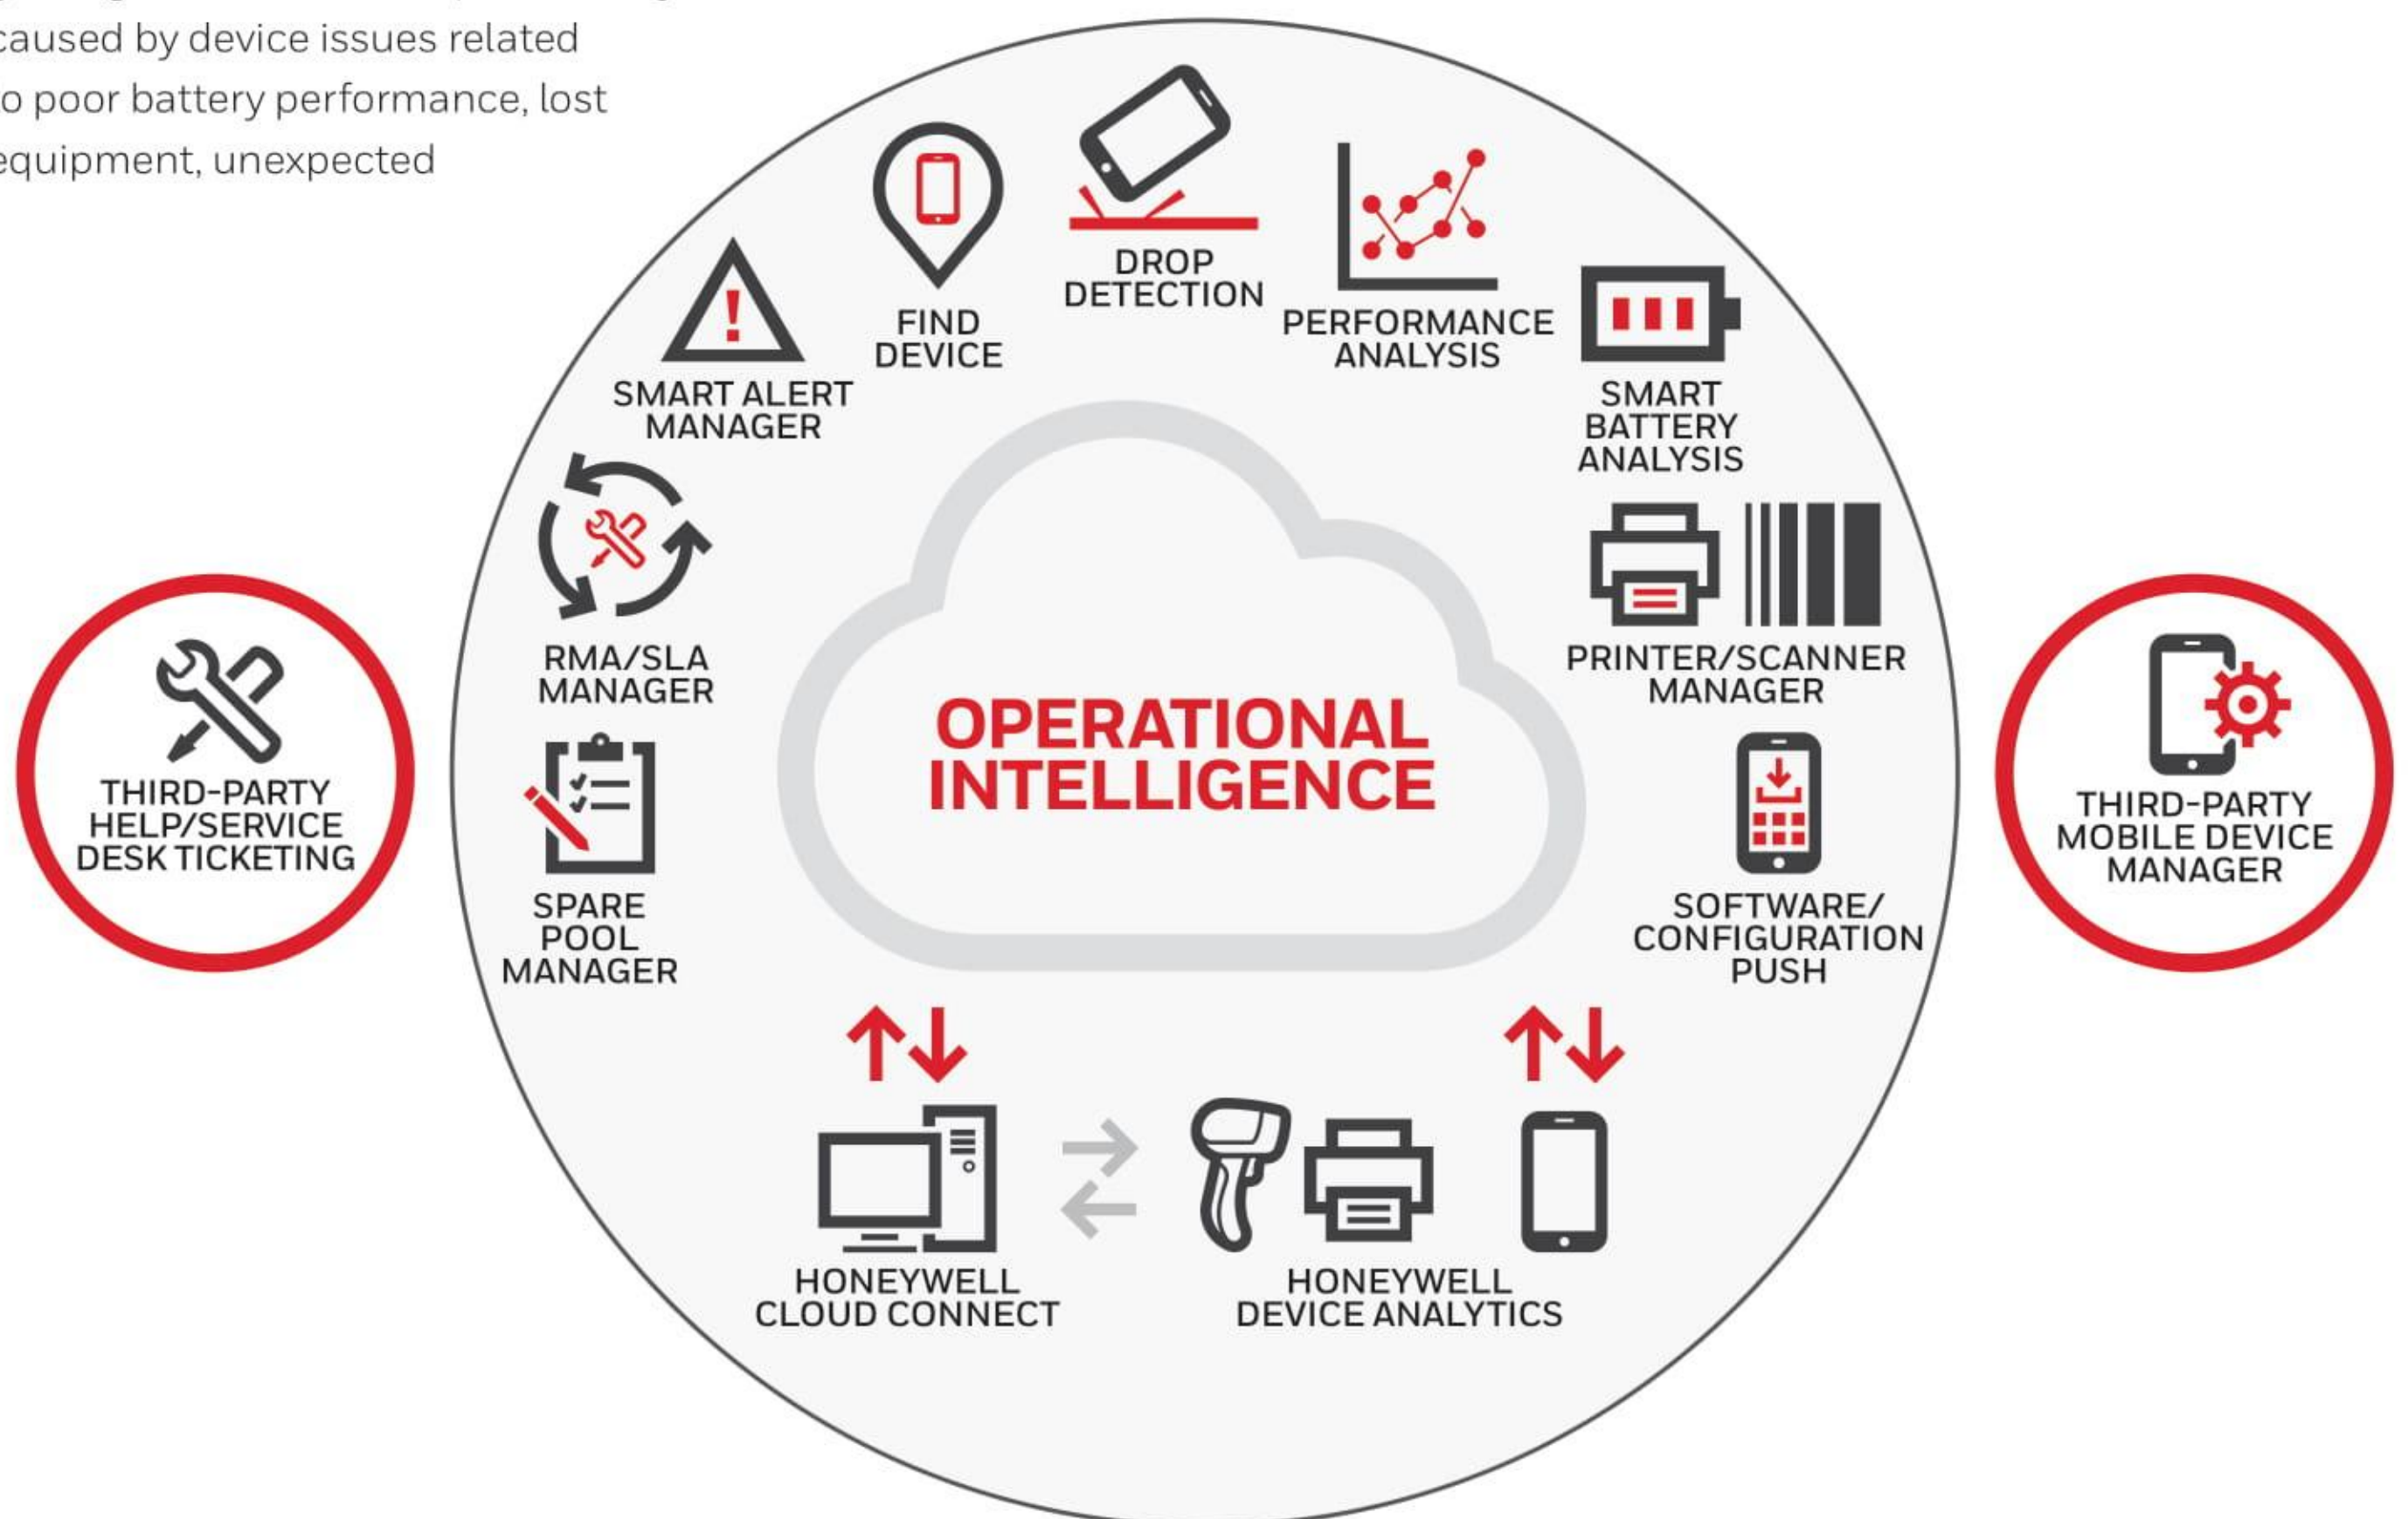 caused by device issues related
poor battery performance, lost
equipment, unexpected
DROP
DETECTION
FIND
DEVICE
PERFORMANCE
ANALYSIS
SMART ALERT
MANAGER
SMART
BATTERY
ANALYSIS
RMA/SLA
MANAGER
PRINTER/SCANNER
MANAGER
OPERATIONAL
INTELLIGENCE
THIRD-PARTY
HELP/SERVICE
DESK TICKETING
THIRD-PARTY
MOBILE DEVICE
MANAGER
SPARE
POOL
MANAGER
SOFTWARE/
CONFIGURATION
PUSH
HONEYWELL
CLOUD CONNECT
HONEYWELL
DEVICE ANALYTICS